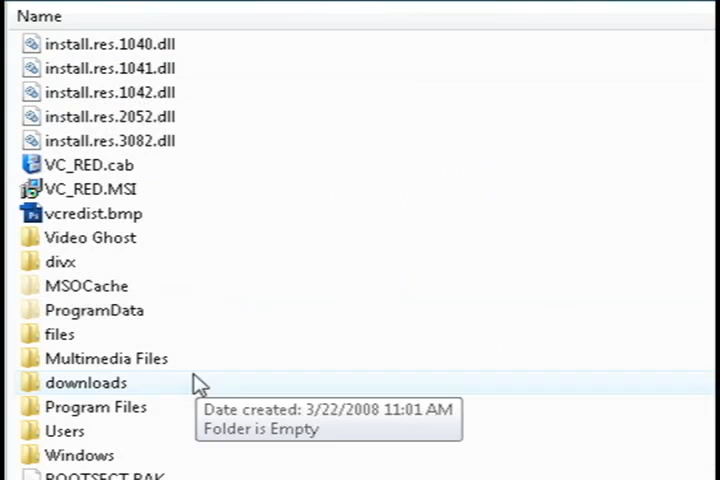 Name
install.res.1040.dll
install.res.1041.dll
install.res.1042.dll
install.res.2052.dll
install.res.3082.dll
VC_RED.cab
VC_RED.MSI
vcredist.bmp
Video Ghost
divx
MSOCache
ProgramData
files
Multimedia Files
downloads
Program Files
Date created: 3/22/2008 11:01 AM
Folder is Empty
Users
Windows
BOOTSECT.BAK